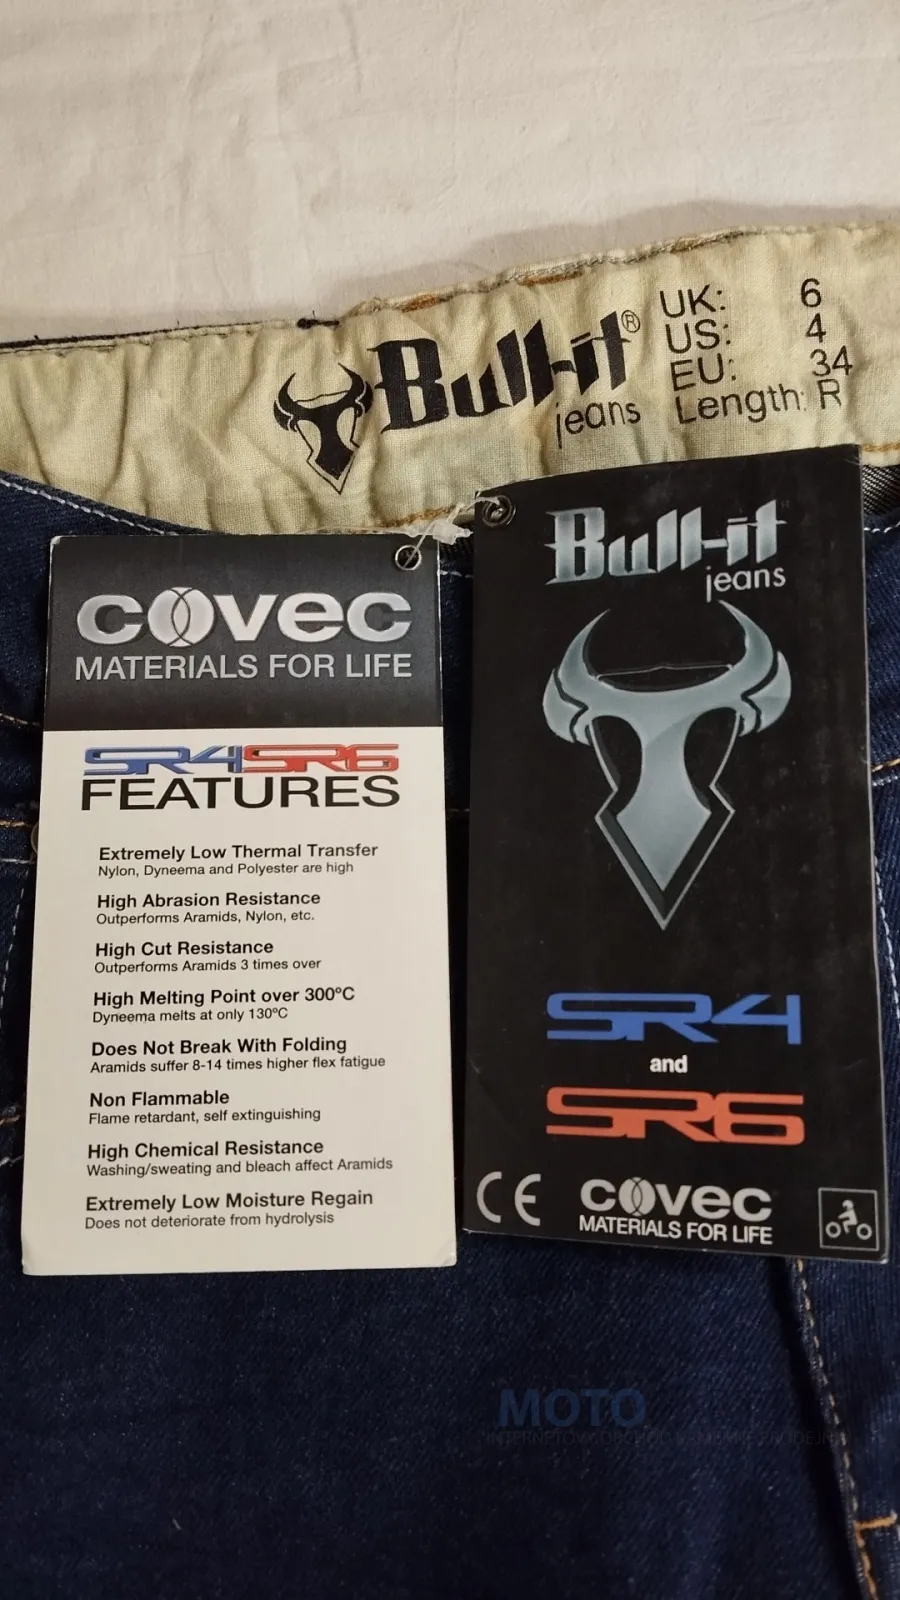 Bull-it®
jeans
UK: 6
US: 4
EU: 34
Length: R
covec
MATERIALS FOR LIFE
SR4SR6
FEATURES
Extremely Low Thermal Transfer
Nylon, Dyneema and Polyester are high
High Abrasion Resistance
Outperforms Aramids, Nylon, etc.
High Cut Resistance
Outperforms Aramids 3 times over
High Melting Point over 300ºC
Dyneema melts at only 130ºC
Does Not Break With Folding
Aramids suffer 8-14 times higher flex fatigue
Non Flammable
Flame retardant, self extinguishing
High Chemical Resistance
Washing/sweating and bleach affect Aramids
Extremely Low Moisture Regain
Does not deteriorate from hydrolysis
Bull-it
jeans
SR4
and
SR6
CE
covec
MATERIALS FOR LIFE
MOTO